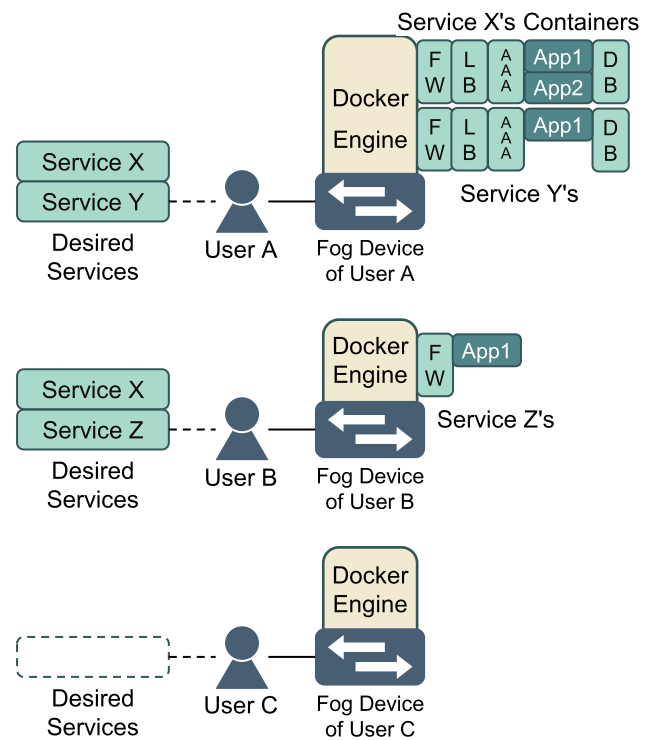 Service X's Containers
Docker
Engine
F
W
L
B
A
A
A
App1
App2
D
B
F
W
L
B
A
A
A
App1
D
B
Service Y's
Service X
Service Y
Desired
Services
User A
Fog Device
of User A
Docker
Engine
F
W
App1
Service Z's
Service X
Service Z
Desired
Services
User B
Fog Device
of User B
Docker
Engine
Desired
Services
User C
Fog Device
of User C